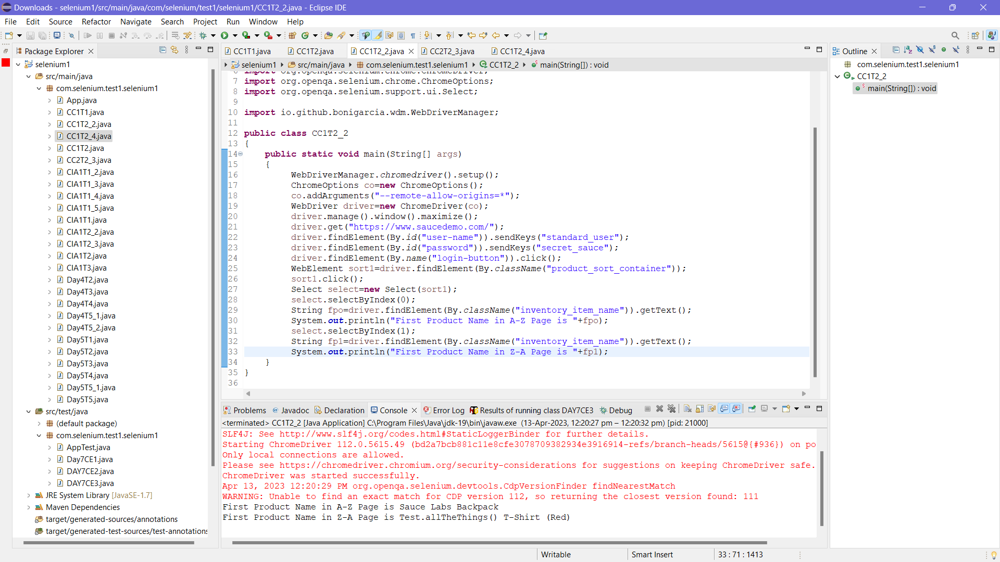 Downloads - selenium1/src/main/java/com/selenium/test1/selenium1/CC1T2_2.java - Eclipse IDE
File Edit Source Refactor Navigate Search Project Run Window Help
Package Explorer
selenium1
src/main/java
com.selenium.test1.selenium1
App.java
CC1T1.java
CC1T2_2.java
CC1T2_4.java
CC1T2.java
CC2T2_3.java
CIA1T1_2.java
CIA1T1_3.java
CIA1T1_4.java
CIA1T1_5.java
CIA1T1.java
CIA1T2_2.java
CIA1T2_3.java
CIA1T2.java
CIA1T3.java
Day4T2.java
Day4T3.java
Day4T4.java
Day4T5_1.java
Day4T5_2.java
Day5T1.java
Day5T2.java
Day5T3.java
Day5T4.java
Day5T5_1.java
Day5T5.java
src/test/java
(default package)
com.selenium.test1.selenium1
AppTest.java
Day7CE1.java
DAY7CE2.java
DAY7CE3.java
JRE System Library [JavaSE-1.7]
Maven Dependencies
target/generated-sources/annotations
target/generated-test-sources/test-annotations
CC1T1.java CC1T2.java CC1T2_2.java CC2T2_3.java CC1T2_4.java
selenium1 src/main/java com.selenium.test1.selenium1 CC1T2_2 main(String[]) : void
6 import org.openqa.selenium.chrome.ChromeDriver;
7 import org.openqa.selenium.chrome.ChromeOptions;
8 import org.openqa.selenium.support.ui.Select;
9
10 import io.github.bonigarcia.wdm.WebDriverManager;
11
12 public class CC1T2_2
13 {
14 public static void main(String[] args)
15 {
16 WebDriverManager.chromedriver().setup();
17 ChromeOptions co=new ChromeOptions();
18 co.addArguments("--remote-allow-origins=*");
19 WebDriver driver=new ChromeDriver(co);
20 driver.manage().window().maximize();
21 driver.get("https://www.saucedemo.com/");
22 driver.findElement(By.id("user-name")).sendKeys("standard_user");
23 driver.findElement(By.id("password")).sendKeys("secret_sauce");
24 driver.findElement(By.name("login-button")).click();
25 WebElement sort1=driver.findElement(By.className("product_sort_container"));
26 sort1.click();
27 Select select=new Select(sort1);
28 select.selectByIndex(0);
29 String fpo=driver.findElement(By.className("inventory_item_name")).getText();
30 System.out.println("First Product Name in A-Z Page is "+fpo);
31 select.selectByIndex(1);
32 String fp1=driver.findElement(By.className("inventory_item_name")).getText();
33 System.out.println("First Product Name in Z-A Page is "+fp1);
34 }
35 }
36
Problems Javadoc Declaration Console Error Log Results of running class DAY7CE3 Debug
<terminated> CC1T2_2 [Java Application] C:\Program Files\Java\jdk-19\bin\javaw.exe (13-Apr-2023, 12:20:27 pm – 12:20:32 pm) [pid: 21000]
SLF4J: See http://www.slf4j.org/codes.html#StaticLoggerBinder for further details.
Starting ChromeDriver 112.0.5615.49 (bd2a7bcb881c11e8cfe3078709382934e3916914-refs/branch-heads/5615@{#936}) on po
Only local connections are allowed.
Please see https://chromedriver.chromium.org/security-considerations for suggestions on keeping ChromeDriver safe.
ChromeDriver was started successfully.
Apr 13, 2023 12:20:29 PM org.openqa.selenium.devtools.CdpVersionFinder findNearestMatch
WARNING: Unable to find an exact match for CDP version 112, so returning the closest version found: 111
First Product Name in A-Z Page is Sauce Labs Backpack
First Product Name in Z-A Page is Test.allTheThings() T-Shirt (Red)
Outline
com.selenium.test1.selenium1
CC1T2_2
main(String[]) : void
Writable Smart Insert 33 : 71 : 1413